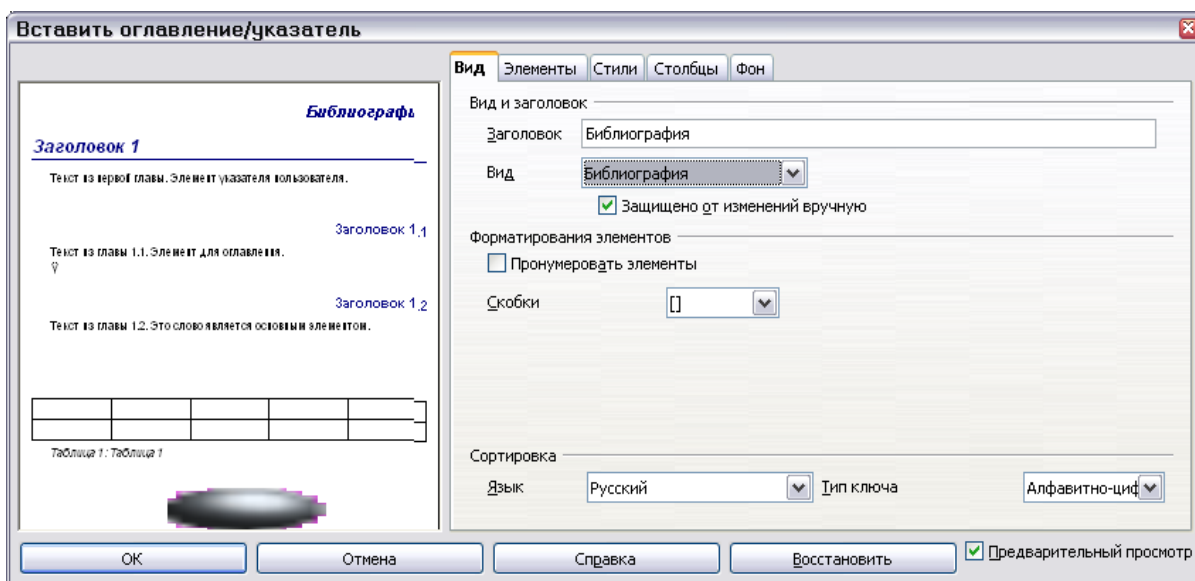 Вставить оглавление/указатель
Библиографь
Заголовок 1
Текст из первой главы. Элемент указателя пользователя.
Заголовок 1.1
Текст из главы 1.1. Элемент для оглавления.
Заголовок 1.2
Текст из главы 1.2. Это слово является основным элементом.
Таблица 1: Таблица 1
Вид Элементы Стили Столбцы Фон
Вид и заголовок
Заголовок Библиография
Вид Библиография
Защищено от изменений вручную
Форматирования элементов
Пронумеровать элементы
Скобки []
Сортировка
Язык Русский Тип ключа Алфавитно-циф
ОК Отмена Справка Восстановить Предварительный просмотр